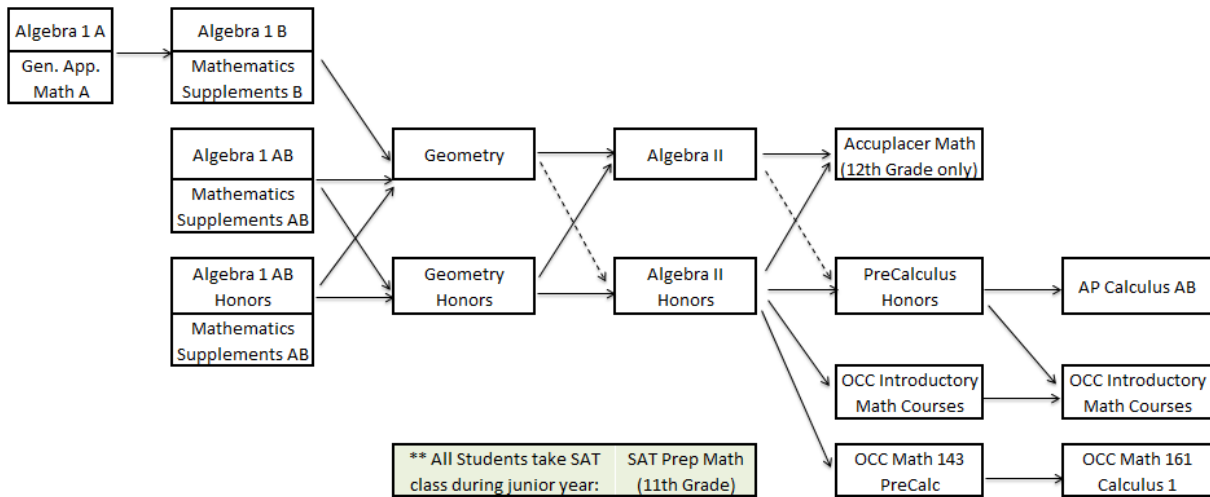 Algebra 1 A
Gen. App.
Math A
Algebra 1 B
Mathematics
Supplements B
Algebra 1 AB
Mathematics
Supplements AB
Algebra 1 AB
Honors
Mathematics
Supplements AB
Geometry
Geometry
Honors
Algebra II
Algebra II
Honors
Accuplacer Math
(12th Grade only)
PreCalculus
Honors
OCC Introductory
Math Courses
OCC Math 143
PreCalc
AP Calculus AB
OCC Introductory
Math Courses
OCC Math 161
Calculus 1
** All Students take SAT
class during junior year:
SAT Prep Math
(11th Grade)